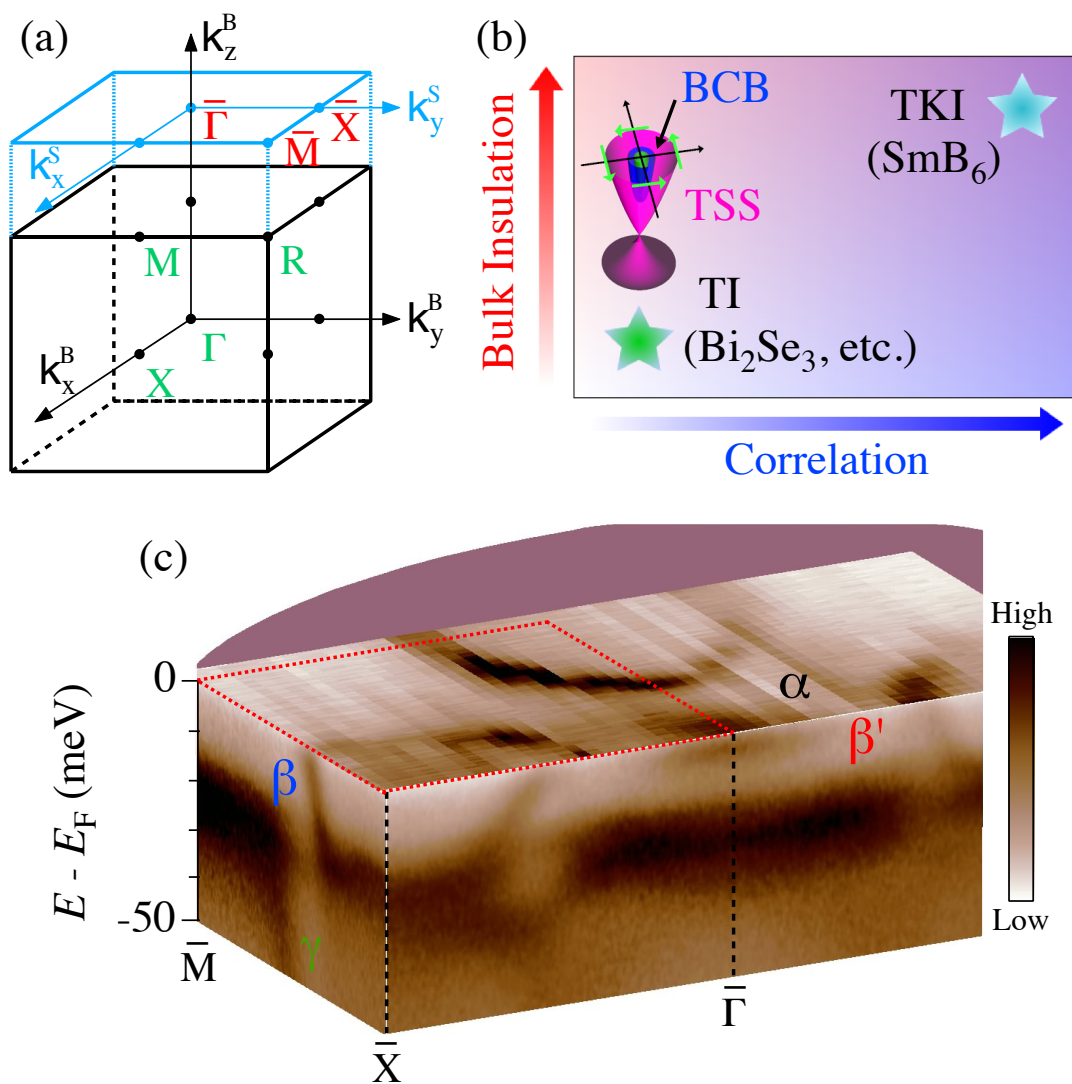 (a)
k_z^B
Γ̄
X̄
k_y^S
M̄
k_x^S
M
R
Γ
k_y^B
k_x^B
X
(b)
Bulk Insulation
BCB
TSS
TKI
(SmB₆)
TI
(Bi₂Se₃, etc.)
Correlation
(c)
E - E_F (meV)
0
-50
α
β
β'
γ
M̄
X̄
Γ̄
High
Low